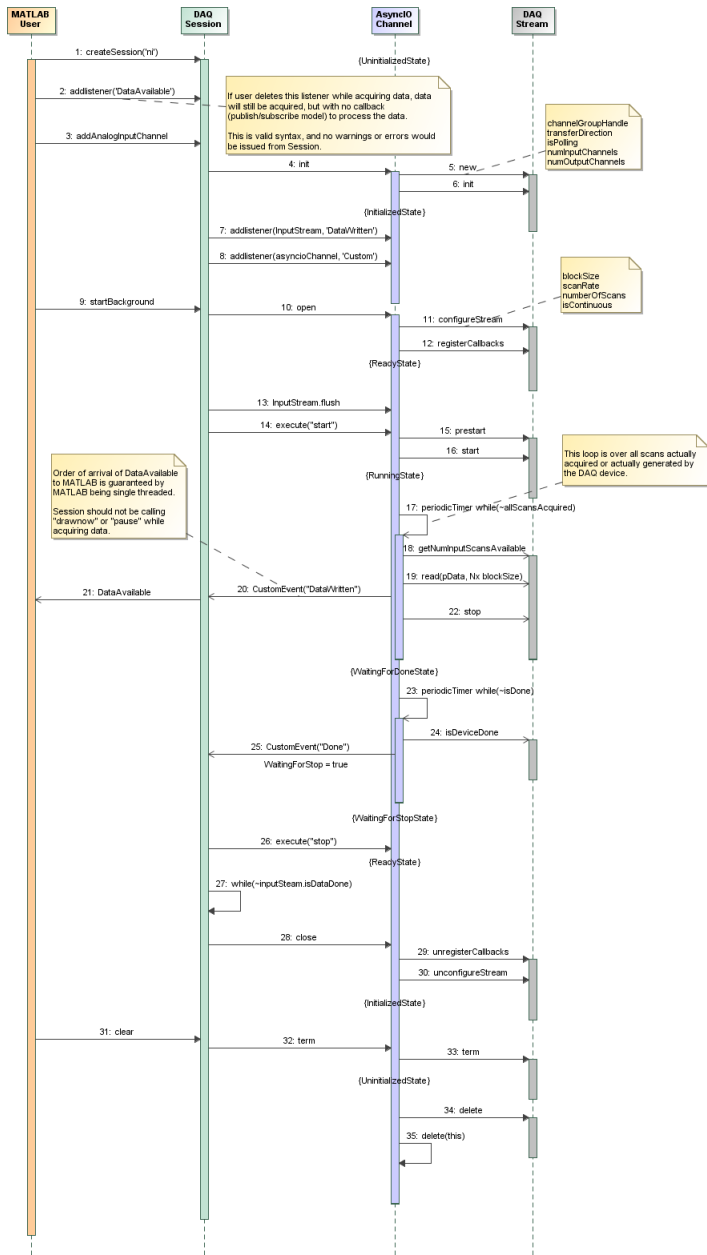 MATLAB
User
DAQ
Session
AsyncIO
Channel
DAQ
Stream
1: createSession('ni')
{UninitializedState}
2: addlistener('DataAvailable')
If user deletes this listener while acquiring data, data
will still be acquired, but with no callback
(publish/subscribe model) to process the data.
This is valid syntax, and no warnings or errors would
be issued from Session.
channelGroupHandle
transferDirection
isPolling
numInputChannels
numOutputChannels
3: addAnalogInputChannel
4: init
5: new
6: init
{InitializedState}
7: addlistener(InputStream, 'DataWritten')
8: addlistener(asyncioChannel, 'Custom')
blockSize
scanRate
numberOfScans
isContinuous
9: startBackground
10: open
11: configureStream
12: registerCallbacks
{ReadyState}
13: InputStream.flush
14: execute("start")
15: prestart
16: start
{RunningState}
This loop is over all scans actually
acquired or actually generated by
the DAQ device.
Order of arrival of DataAvailable
to MATLAB is guaranteed by
MATLAB being single threaded.
Session should not be calling
"drawnow" or "pause" while
acquiring data.
17: periodicTimer while(~allScansAcquired)
18: getNumInputScansAvailable
19: read(pData, Nx blockSize)
20: CustomEvent("DataWritten")
21: DataAvailable
22: stop
{WaitingForDoneState}
23: periodicTimer while(~isDone)
24: isDeviceDone
25: CustomEvent("Done")
WaitingForStop = true
{WaitingForStopState}
26: execute("stop")
{ReadyState}
27: while(~inputSteam.isDataDone)
28: close
29: unregisterCallbacks
30: unconfigureStream
{InitializedState}
31: clear
32: term
33: term
{UninitializedState}
34: delete
35: delete(this)